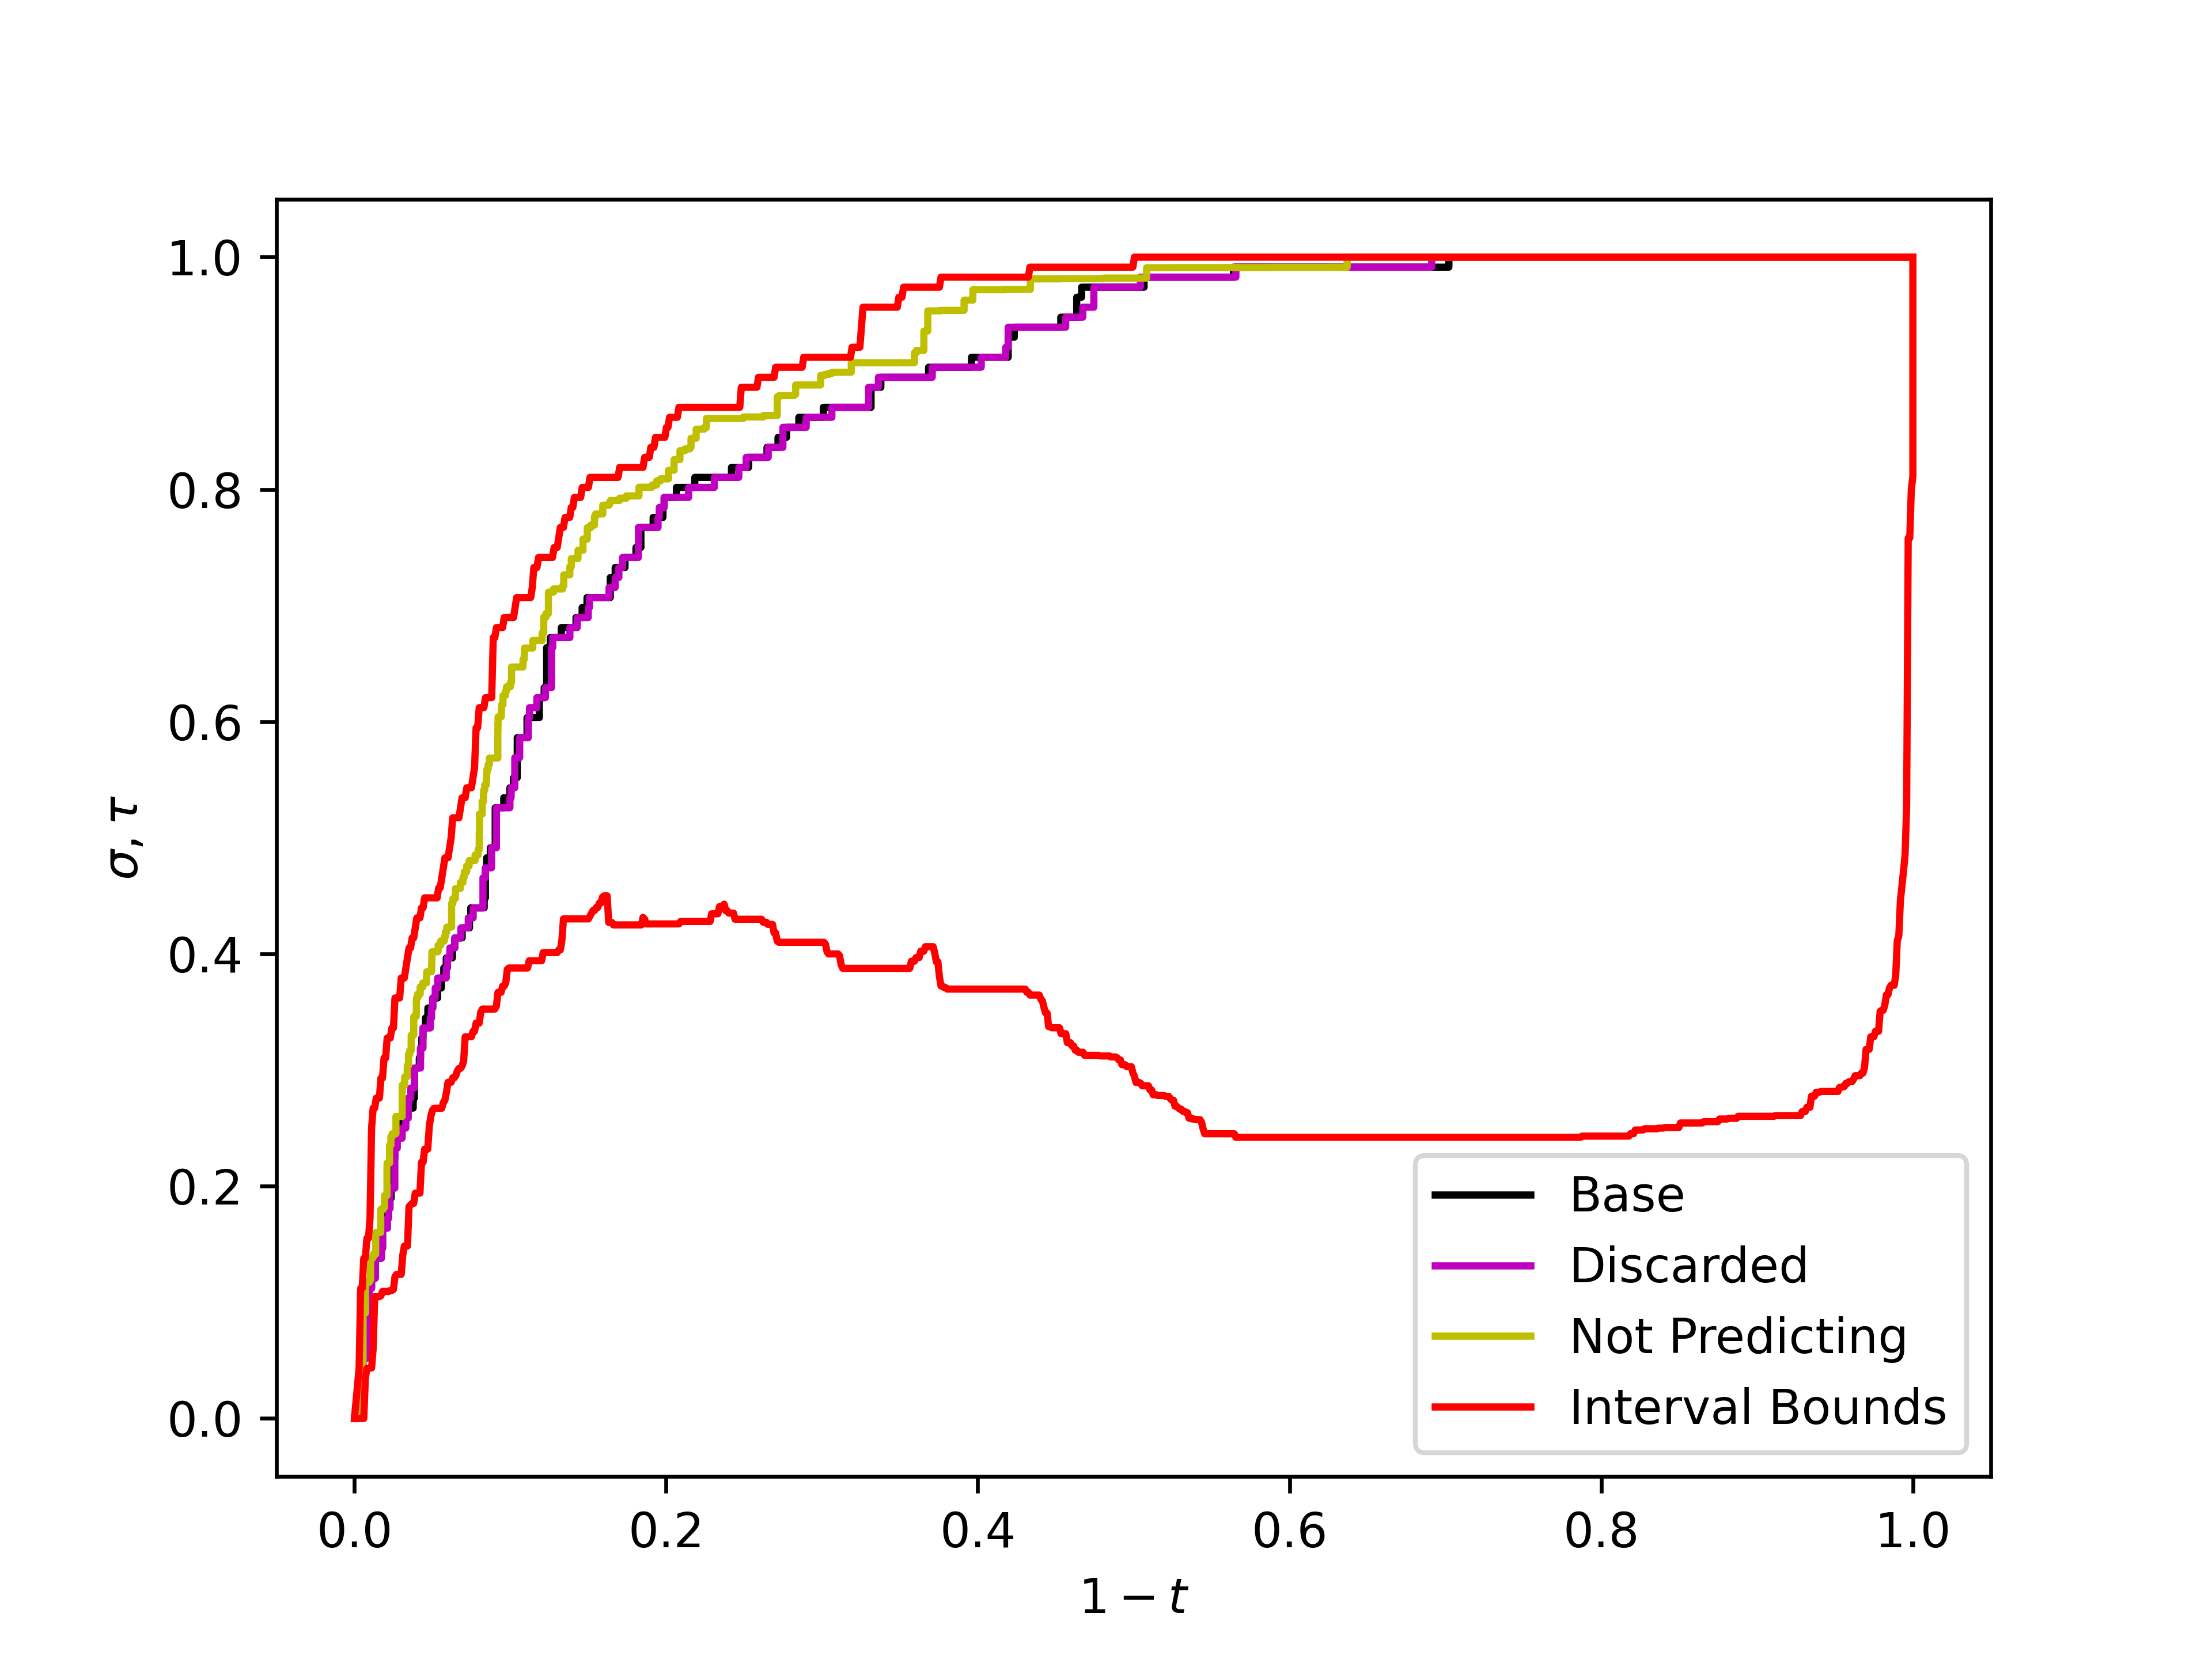 1.0
0.8
0.6
0.4
0.2
0.0
σ, τ
0.0 0.2 0.4 0.6 0.8 1.0
1 − t
Base
Discarded
Not Predicting
Interval Bounds